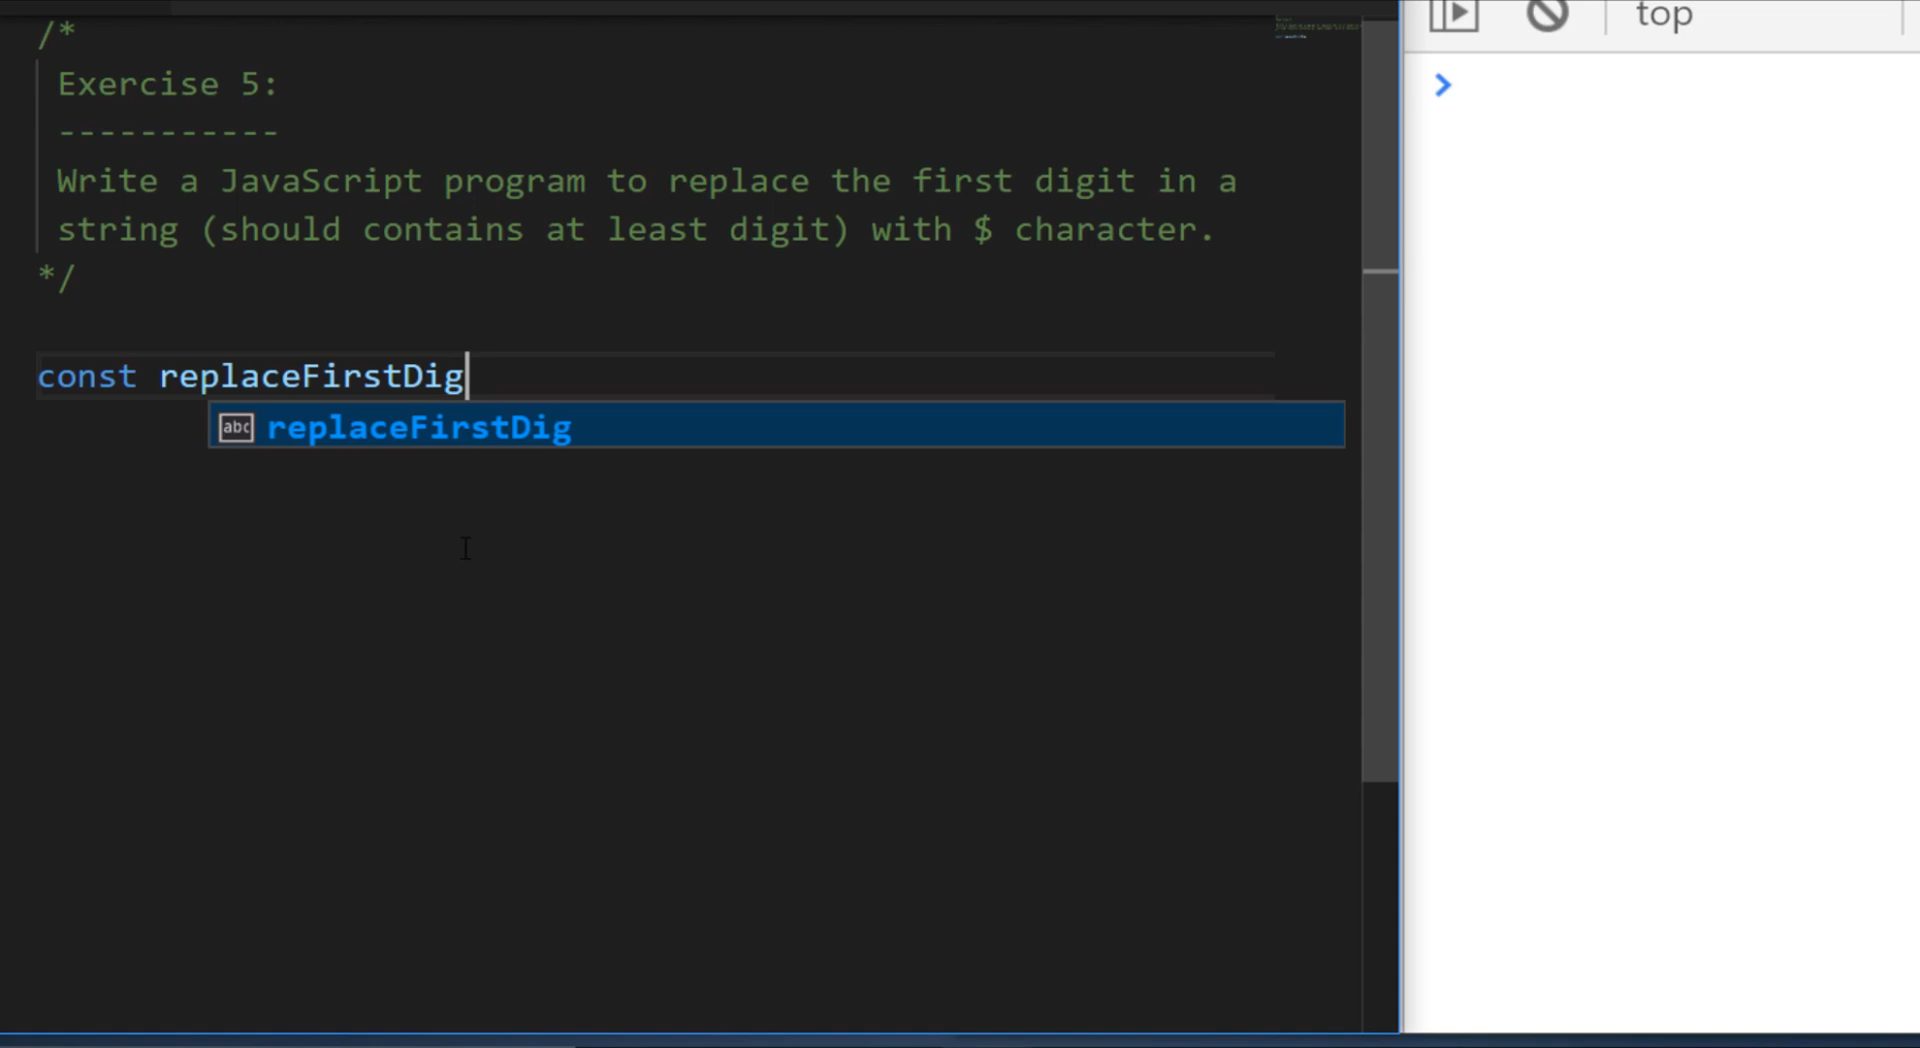 /*
Exercise 5:
-----------
Write a JavaScript program to replace the first digit in a
string (should contains at least digit) with $ character.
*/
const replaceFirstDig
abc replaceFirstDig
top
>